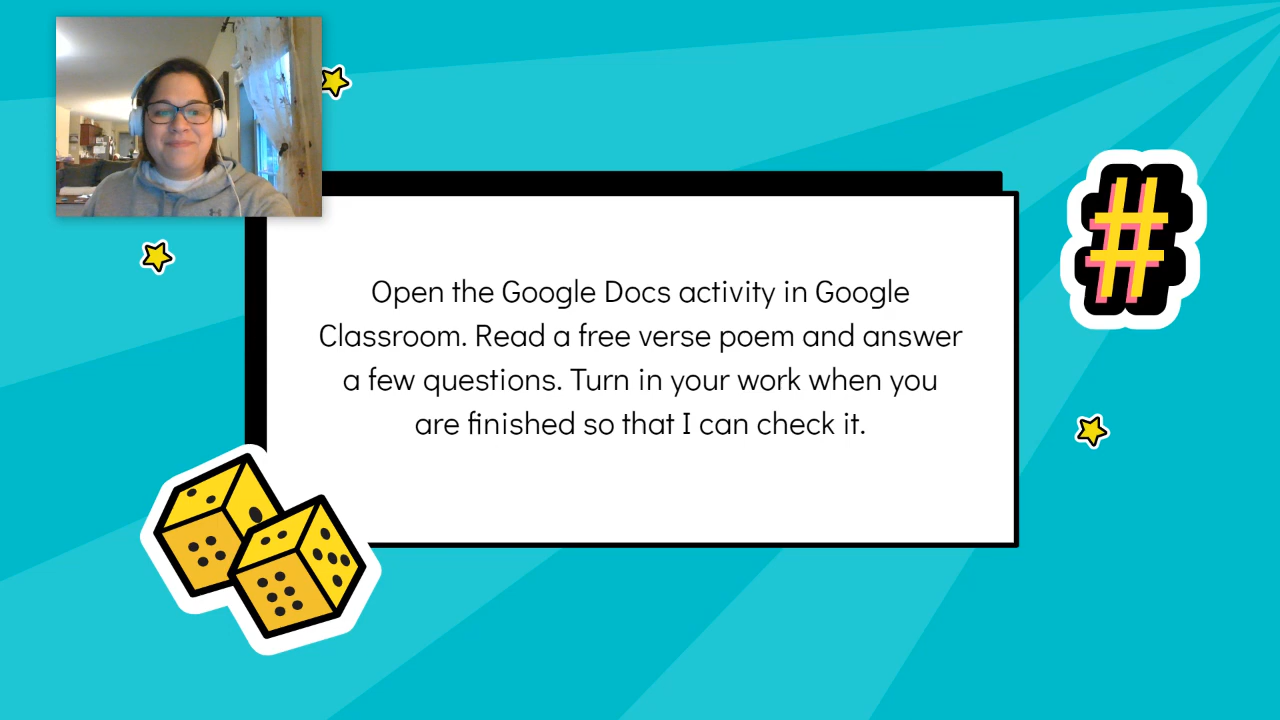 Open the Google Docs activity in Google
Classroom. Read a free verse poem and answer
a few questions. Turn in your work when you
are finished so that I can check it.
#